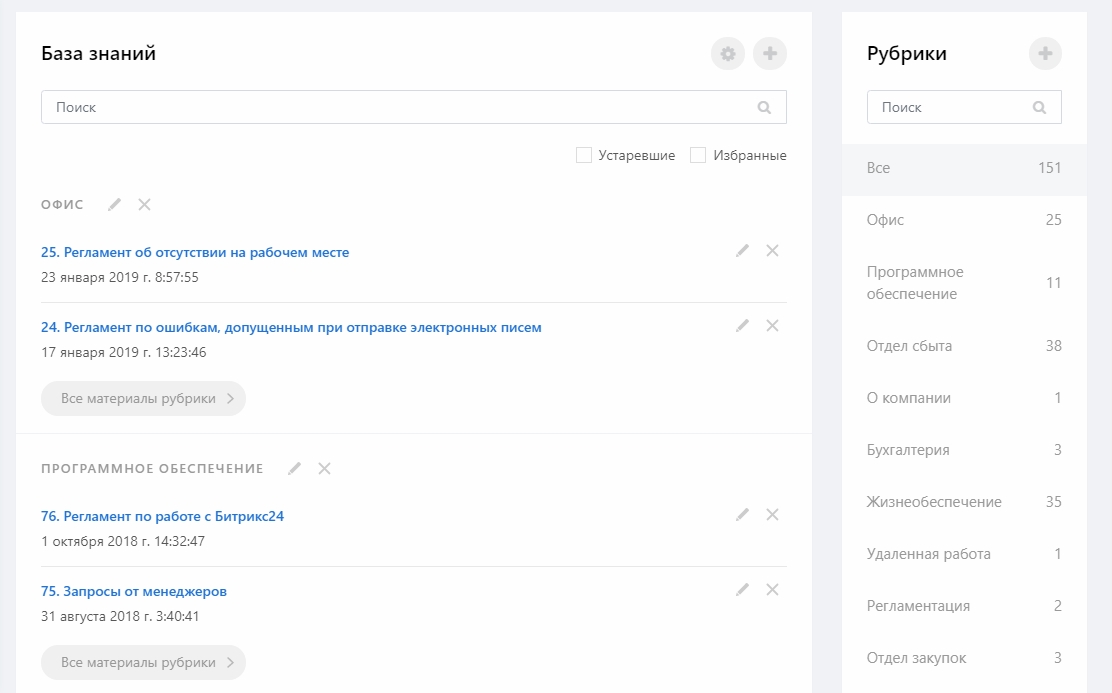 База знаний
Поиск
Устаревшие
Избранные
ОФИС
25. Регламент об отсутствии на рабочем месте
23 января 2019 г. 8:57:55
24. Регламент по ошибкам, допущенным при отправке электронных писем
17 января 2019 г. 13:23:46
Все материалы рубрики
ПРОГРАММНОЕ ОБЕСПЕЧЕНИЕ
76. Регламент по работе с Битрикс24
1 октября 2018 г. 14:32:47
75. Запросы от менеджеров
31 августа 2018 г. 3:40:41
Все материалы рубрики
Рубрики
Поиск
Все 151
Офис 25
Программное
обеспечение 11
Отдел сбыта 38
О компании 1
Бухгалтерия 3
Жизнеобеспечение 35
Удаленная работа 1
Регламентация 2
Отдел закупок 3